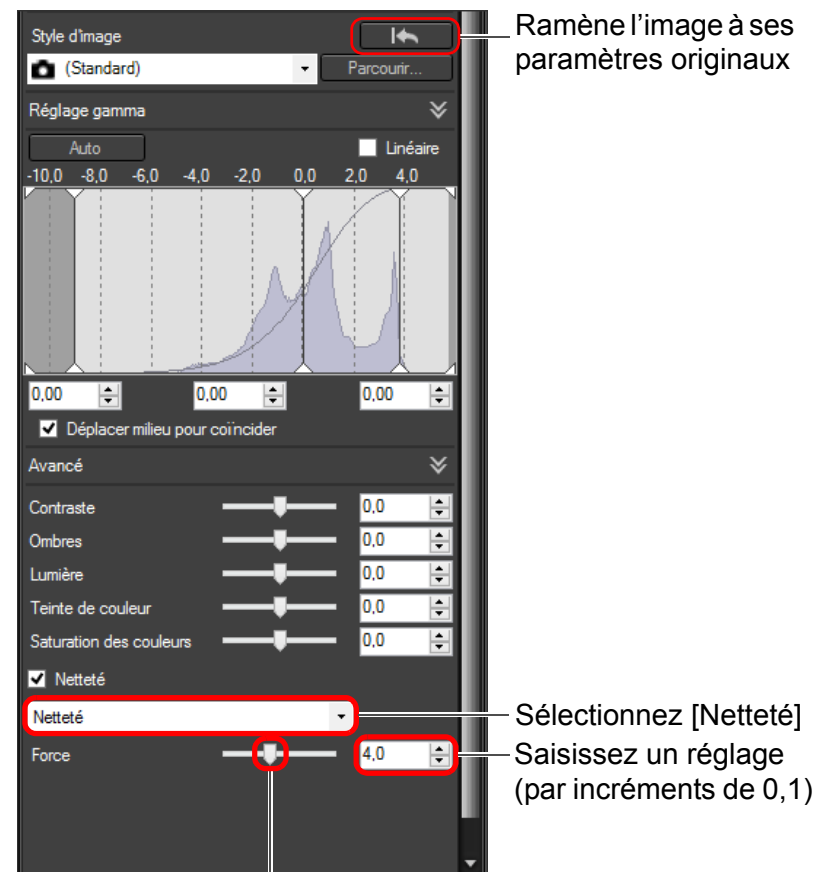 Style d'image
Ramène l'image à ses
paramètres originaux
(Standard)
Parcourir...
Réglage gamma
Auto
Linéaire
-10,0 -8,0 -6,0 -4,0 -2,0 0,0 2,0 4,0
0,00 0,00 0,00
Déplacer milieu pour coïncider
Avancé
Contraste 0,0
Ombres 0,0
Lumière 0,0
Teinte de couleur 0,0
Saturation des couleurs 0,0
Netteté
Netteté
Sélectionnez [Netteté]
Force 4,0
Saisissez un réglage
(par incréments de 0,1)